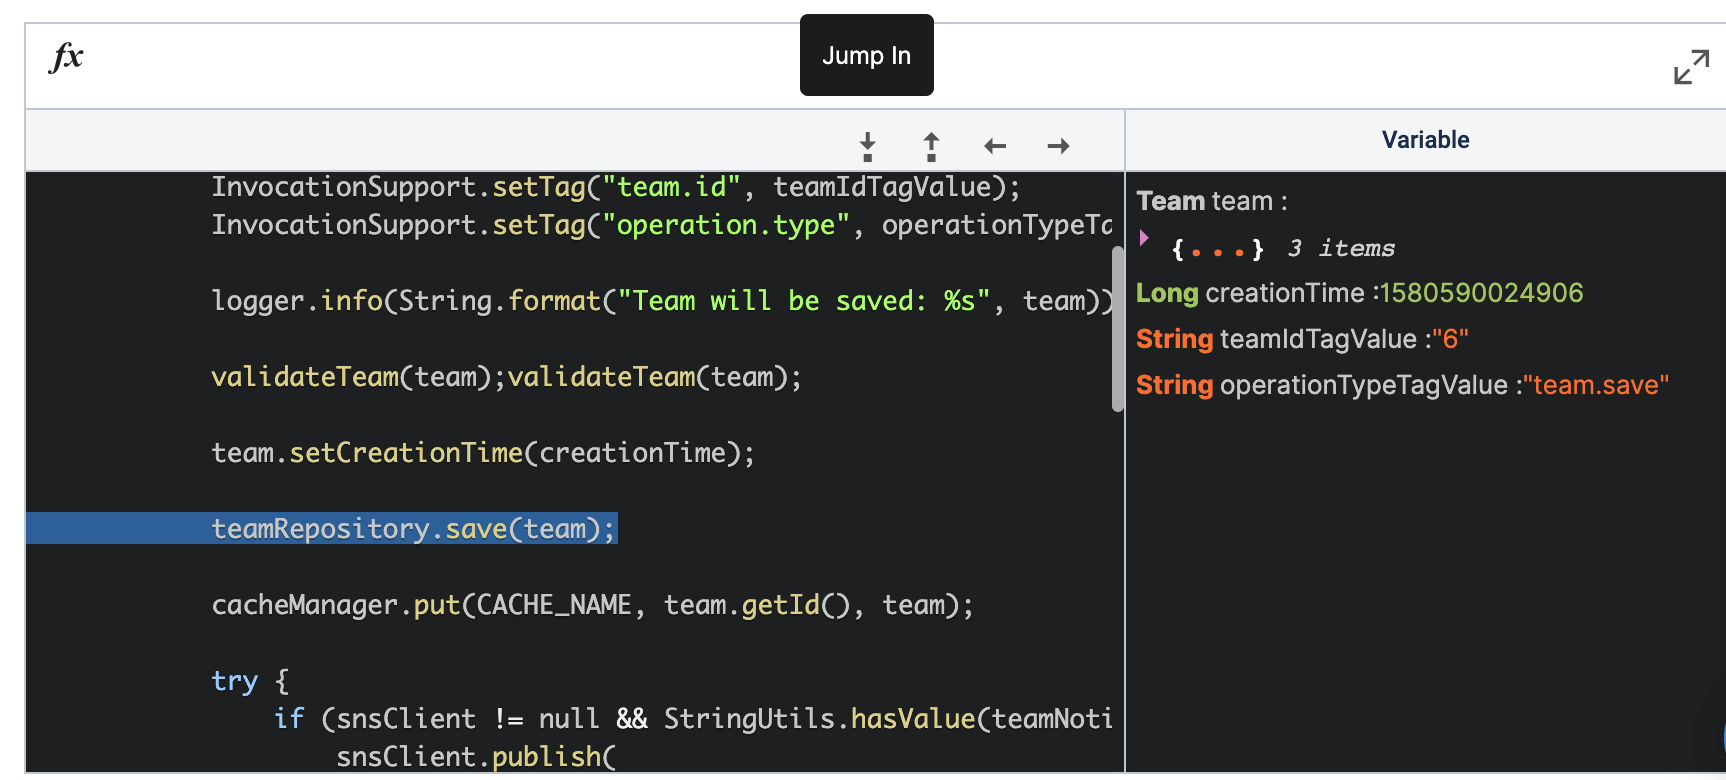 fx
Jump In
Variable
InvocationSupport.setTag("team.id", teamIdTagValue);
InvocationSupport.setTag("operation.type", operationTypeTa
logger.info(String.format("Team will be saved: %s", team))
validateTeam(team);validateTeam(team);
team.setCreationTime(creationTime);
teamRepository.save(team);
cacheManager.put(CACHE_NAME, team.getId(), team);
try {
if (snsClient != null && StringUtils.hasValue(teamNoti
snsClient.publish(
Team team :
{...} 3 items
Long creationTime :1580590024906
String teamIdTagValue :"6"
String operationTypeTagValue :"team.save"